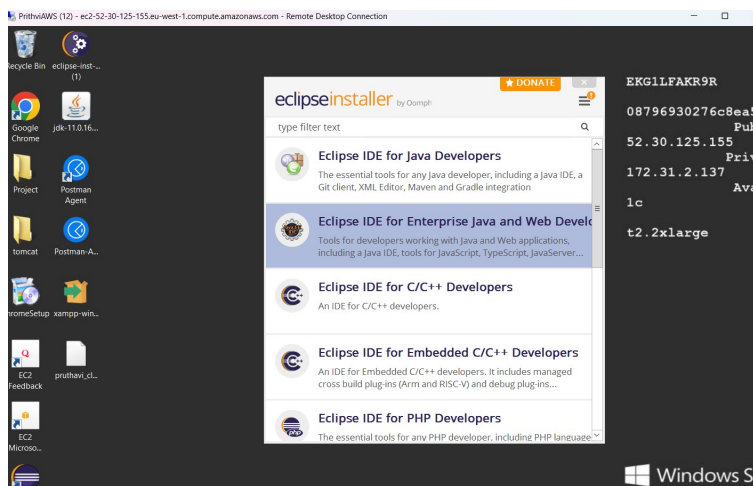 PrithviAWS (12) - ec2-52-30-125-155.eu-west-1.compute.amazonaws.com - Remote Desktop Connection
Recycle Bin
eclipse-inst-...
(1)
Google
Chrome
jdk-11.0.16...
Project
Postman
Agent
tomcat
Postman-A...
hromeSetup
xampp-win...
EC2
Feedback
pruthavi_cl...
EC2
Microso...
DONATE
eclipseinstaller by Oomph
type filter text
Eclipse IDE for Java Developers
The essential tools for any Java developer, including a Java IDE, a
Git client, XML Editor, Maven and Gradle integration
Eclipse IDE for Enterprise Java and Web Develo
Tools for developers working with Java and Web applications,
including a Java IDE, tools for JavaScript, TypeScript, JavaServer...
Eclipse IDE for C/C++ Developers
An IDE for C/C++ developers.
Eclipse IDE for Embedded C/C++ Developers
An IDE for Embedded C/C++ developers. It includes managed
cross build plug-ins (Arm and RISC-V) and debug plug-ins...
Eclipse IDE for PHP Developers
The essential tools for any PHP developer, including PHP language
php
EKG1LFAKR9R
08796930276c8ea5
Pub
52.30.125.155
Priv
172.31.2.137
Ava
1c
t2.2xlarge
Windows S